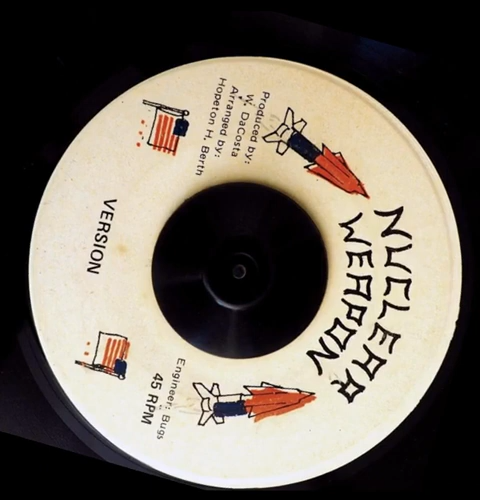 NUCLEAR
WEAPON
Produced by:
W. DaCosta
Arranged by:
Hopeton H, Berth
Engineer: Bugs
45 RPM
VERSION